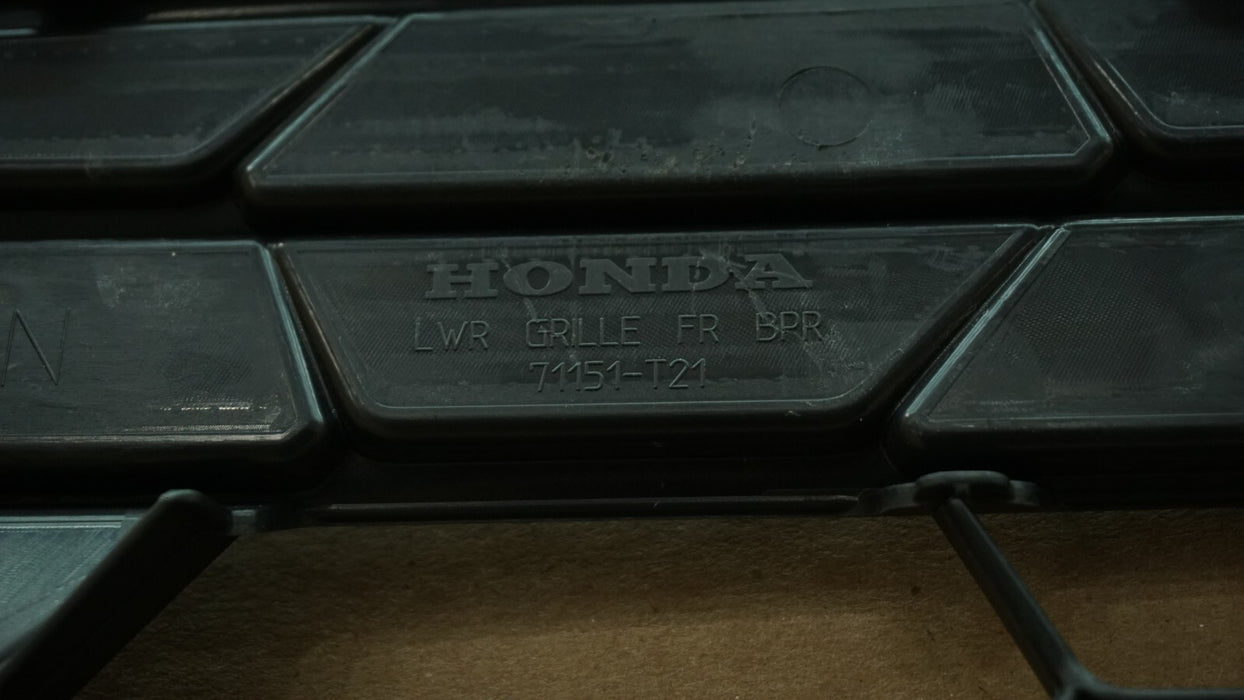 HONDA
LWR GRILLE FR BPR
71151-T21
N